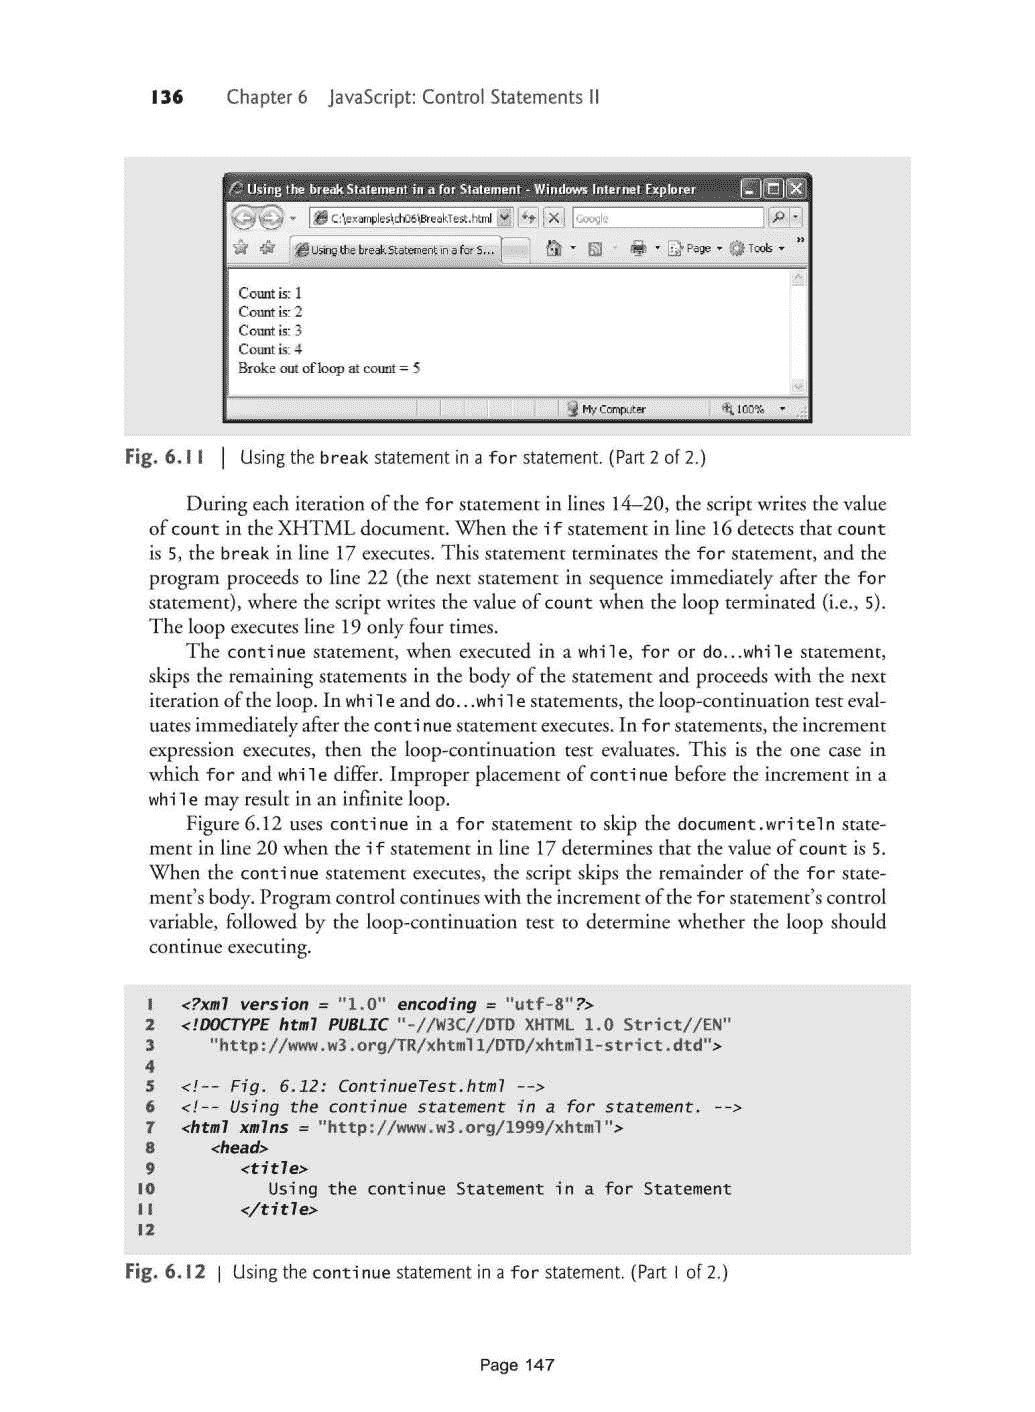 136 Chapter 6 JavaScript: Control Statements II
Using the break Statement in a for Statement - Windows Internet Explorer
C:\examples\ch06\BreakTest.html
Google
Using the break Statement in a for S...
Page
Tools
»
Count is: 1
Count is: 2
Count is: 3
Count is: 4
Broke out of loop at count = 5
My Computer
100%
Fig. 6.11 | Using the break statement in a for statement. (Part 2 of 2.)
During each iteration of the for statement in lines 14–20, the script writes the value
of count in the XHTML document. When the if statement in line 16 detects that count
is 5, the break in line 17 executes. This statement terminates the for statement, and the
program proceeds to line 22 (the next statement in sequence immediately after the for
statement), where the script writes the value of count when the loop terminated (i.e., 5).
The loop executes line 19 only four times.
The continue statement, when executed in a while, for or do...while statement,
skips the remaining statements in the body of the statement and proceeds with the next
iteration of the loop. In while and do...while statements, the loop-continuation test eval-
uates immediately after the continue statement executes. In for statements, the increment
expression executes, then the loop-continuation test evaluates. This is the one case in
which for and while differ. Improper placement of continue before the increment in a
while may result in an infinite loop.
Figure 6.12 uses continue in a for statement to skip the document.writeln state-
ment in line 20 when the if statement in line 17 determines that the value of count is 5.
When the continue statement executes, the script skips the remainder of the for state-
ment's body. Program control continues with the increment of the for statement's control
variable, followed by the loop-continuation test to determine whether the loop should
continue executing.
1 <?xml version = "1.0" encoding = "utf-8"?>
2 <!DOCTYPE html PUBLIC "-//W3C//DTD XHTML 1.0 Strict//EN"
3 "http://www.w3.org/TR/xhtml1/DTD/xhtml1-strict.dtd">
4
5 <!-- Fig. 6.12: ContinueTest.html -->
6 <!-- Using the continue statement in a for statement. -->
7 <html xmlns = "http://www.w3.org/1999/xhtml">
8 <head>
9 <title>
10 Using the continue Statement in a for Statement
11 </title>
12
Fig. 6.12 | Using the continue statement in a for statement. (Part 1 of 2.)
Page 147